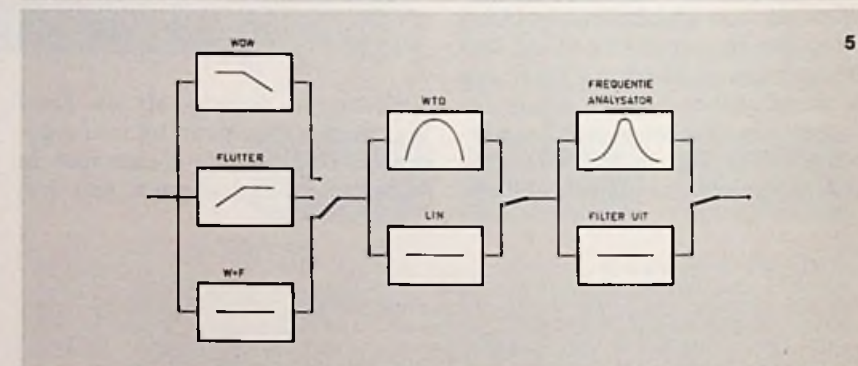 5
WOW
FLUTTER
W+F
WTD
LIN
FREQUENTIE
ANALYSATOR
FILTER UIT